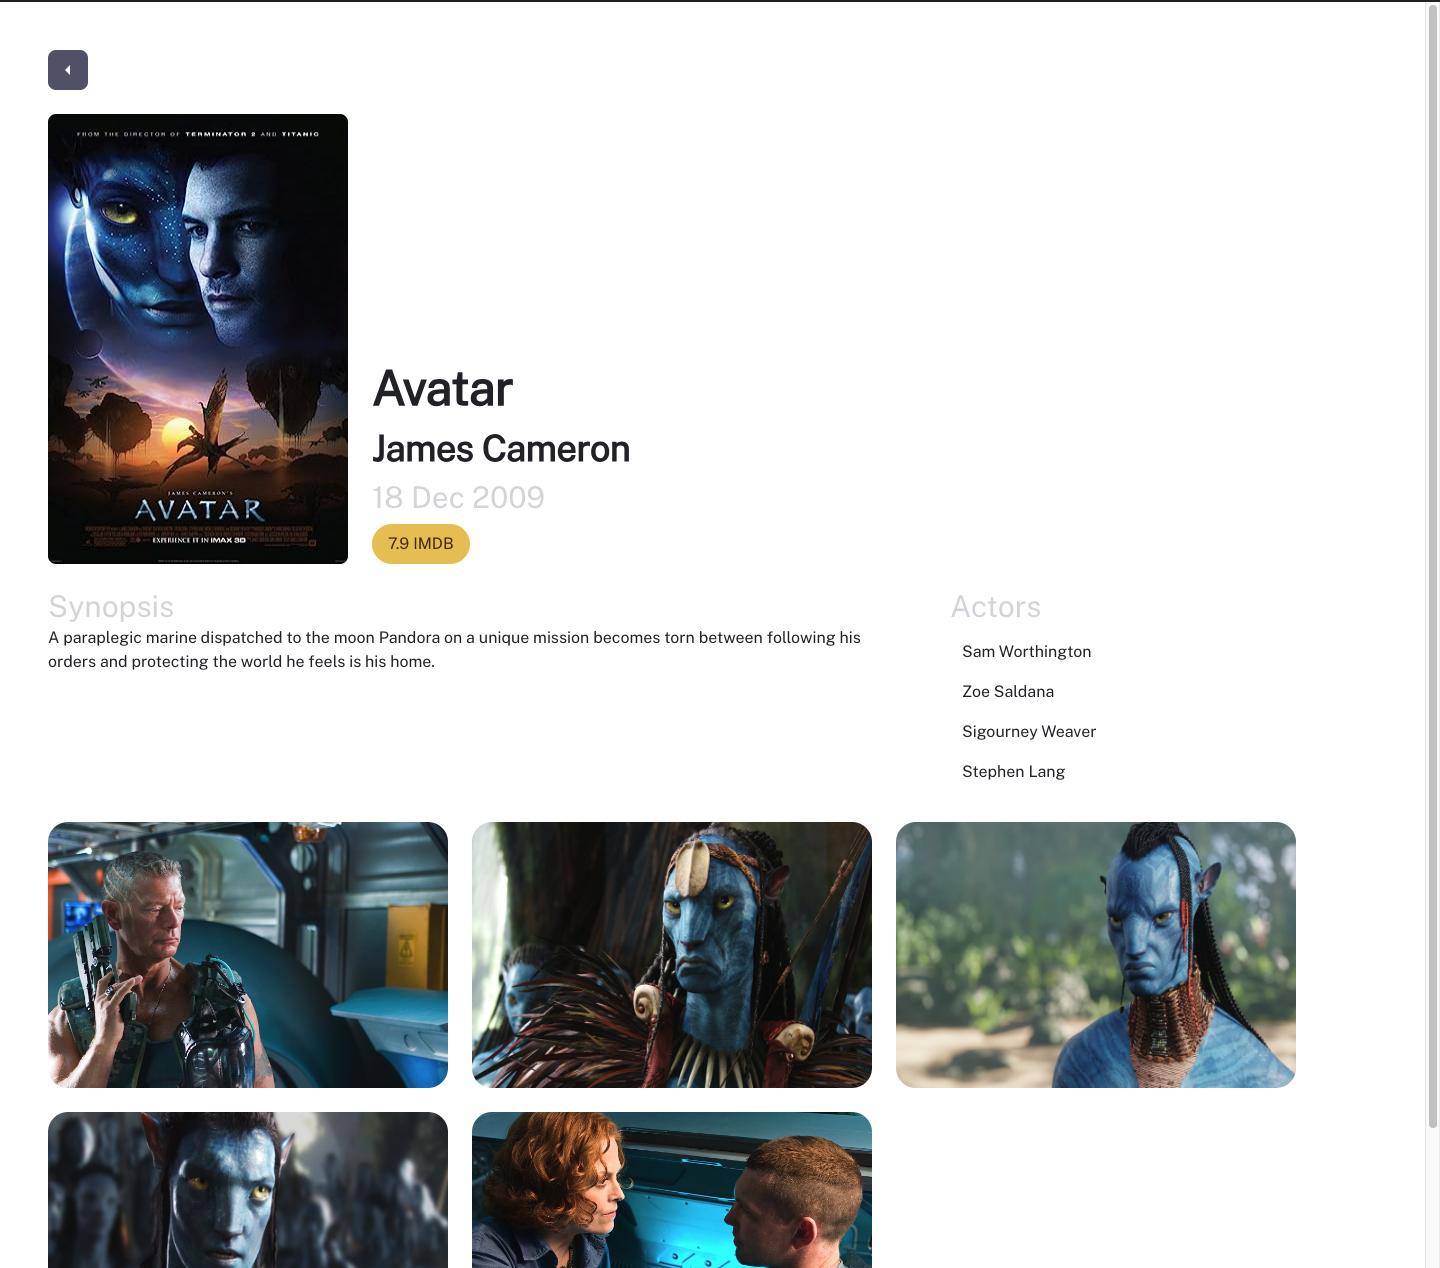 FROM THE DIRECTOR OF TERMINATOR 2 AND TITANIC
JAMES CAMERON'S
AVATAR
EXPERIENCE IT IN IMAX 3D
Avatar
James Cameron
18 Dec 2009
7.9 IMDB
Synopsis
A paraplegic marine dispatched to the moon Pandora on a unique mission becomes torn between following his
orders and protecting the world he feels is his home.
Actors
Sam Worthington
Zoe Saldana
Sigourney Weaver
Stephen Lang